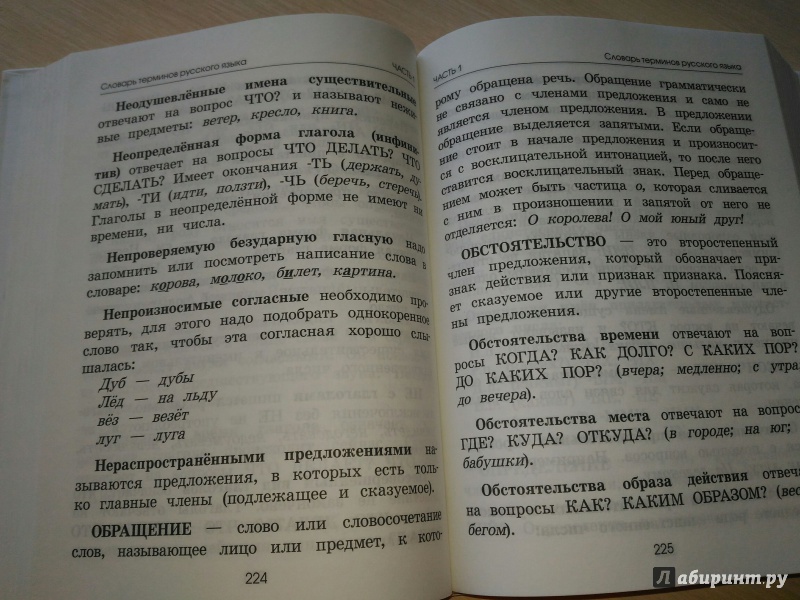 Словарь терминов русского языка ЧАСТЬ 1
Неодушевлённые имена существительные
отвечают на вопрос ЧТО? и называют нежи-
вые предметы: ветер, кресло, книга.
Неопределённая форма глагола (инфини-
тив) отвечает на вопросы ЧТО ДЕЛАТЬ? ЧТО
СДЕЛАТЬ? Имеет окончания -ТЬ (держать, ду-
мать), -ТИ (идти, ползти), -ЧЬ (беречь, стеречь).
Глаголы в неопределённой форме не имеют ни
времени, ни числа.
Непроверяемую безударную гласную надо
запомнить или посмотреть написание слова в
словаре: корова, молоко, билет, картина.
Непроизносимые согласные необходимо про-
верять, для этого надо подобрать однокоренное
слово так, чтобы эта согласная хорошо слы-
шалась:
Дуб — дубы
Лёд — на льду
вёз — везёт
луг — луга
Нераспространёнными предложениями на-
зываются предложения, в которых есть толь-
ко главные члены (подлежащее и сказуемое).
ОБРАЩЕНИЕ — слово или словосочетание
слов, называющее лицо или предмет, к кото-
224
ЧАСТЬ 1 Словарь терминов русского языка
рому обращена речь. Обращение грамматически
не связано с членами предложения и само не
является членом предложения. В предложении
обращение выделяется запятыми. Если обраще-
ние стоит в начале предложения и произносит-
ся с восклицательной интонацией, то после него
ставится восклицательный знак. Перед обраще-
нием может быть частица о, которая сливается
с ним в произношении и запятой от него не
отделяется: О королева! О мой юный друг!
ОБСТОЯТЕЛЬСТВО — это второстепенный
член предложения, который обозначает при-
знак действия или признак признака. Поясня-
ет сказуемое или другие второстепенные чле-
ны предложения.
Обстоятельства времени отвечают на воп-
росы КОГДА? КАК ДОЛГО? С КАКИХ ПОР?
ДО КАКИХ ПОР? (вчера; медленно; с утра
до вечера).
Обстоятельства места отвечают на вопрос
ГДЕ? КУДА? ОТКУДА? (в городе; на юг;
бабушки).
Обстоятельства образа действия отвеча
на вопросы КАК? КАКИМ ОБРАЗОМ? (вес
бегом).
225
Лабиринт.ру